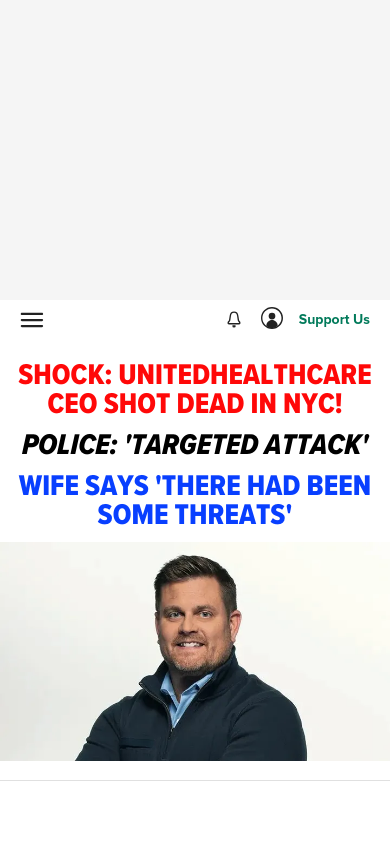 Support Us
SHOCK: UNITEDHEALTHCARE
CEO SHOT DEAD IN NYC!
POLICE: 'TARGETED ATTACK'
WIFE SAYS 'THERE HAD BEEN
SOME THREATS'